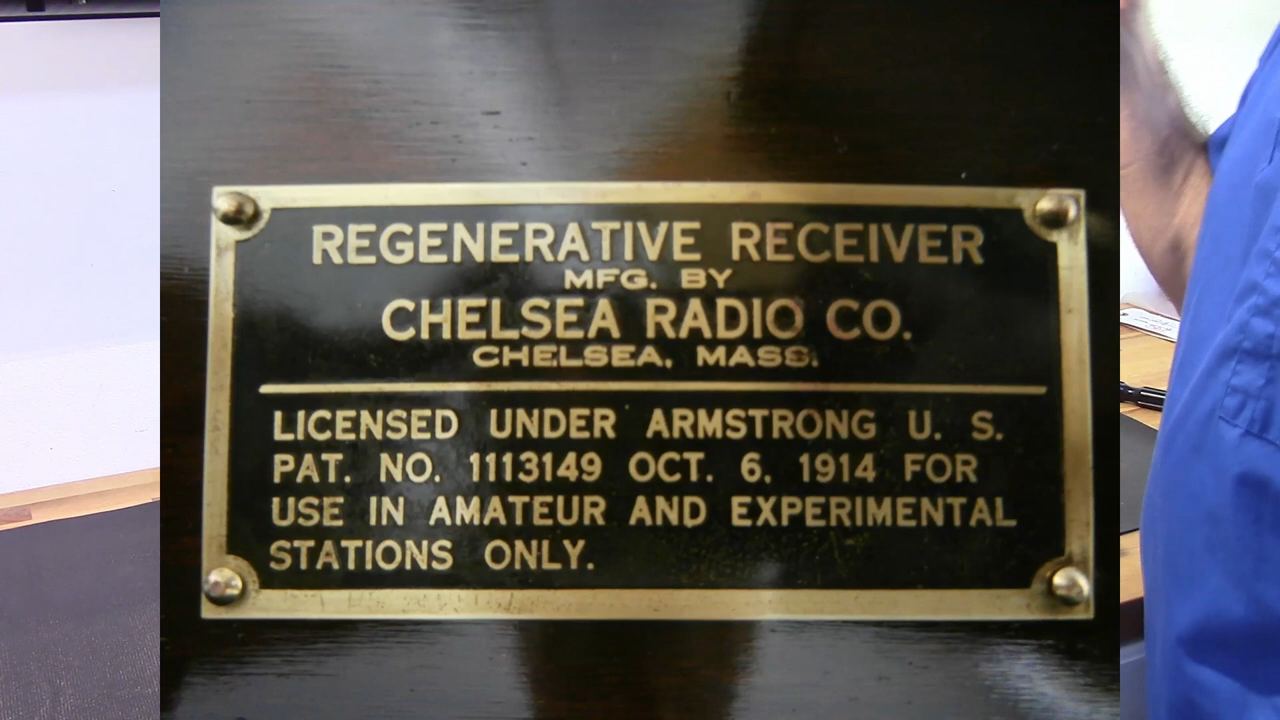 REGENERATIVE RECEIVER
MFG. BY
CHELSEA RADIO CO.
CHELSEA, MASS.
LICENSED UNDER ARMSTRONG U. S.
PAT. NO. 1113149 OCT. 6, 1914 FOR
USE IN AMATEUR AND EXPERIMENTAL
STATIONS ONLY.